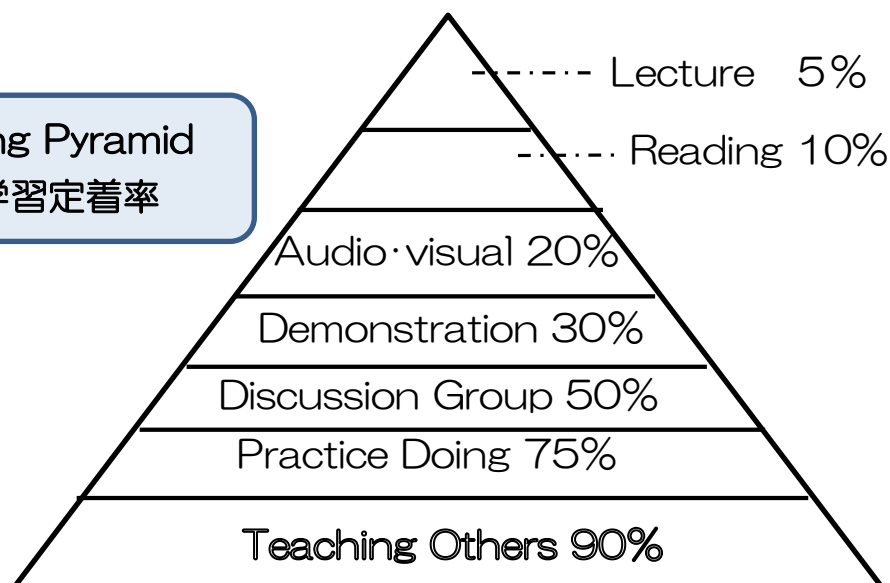 Lecture 5%
ng Pyramid
Reading 10%
学習定着率
Audio･visual 20%
Demonstration 30%
Discussion Group 50%
Practice Doing 75%
Teaching Others 90%